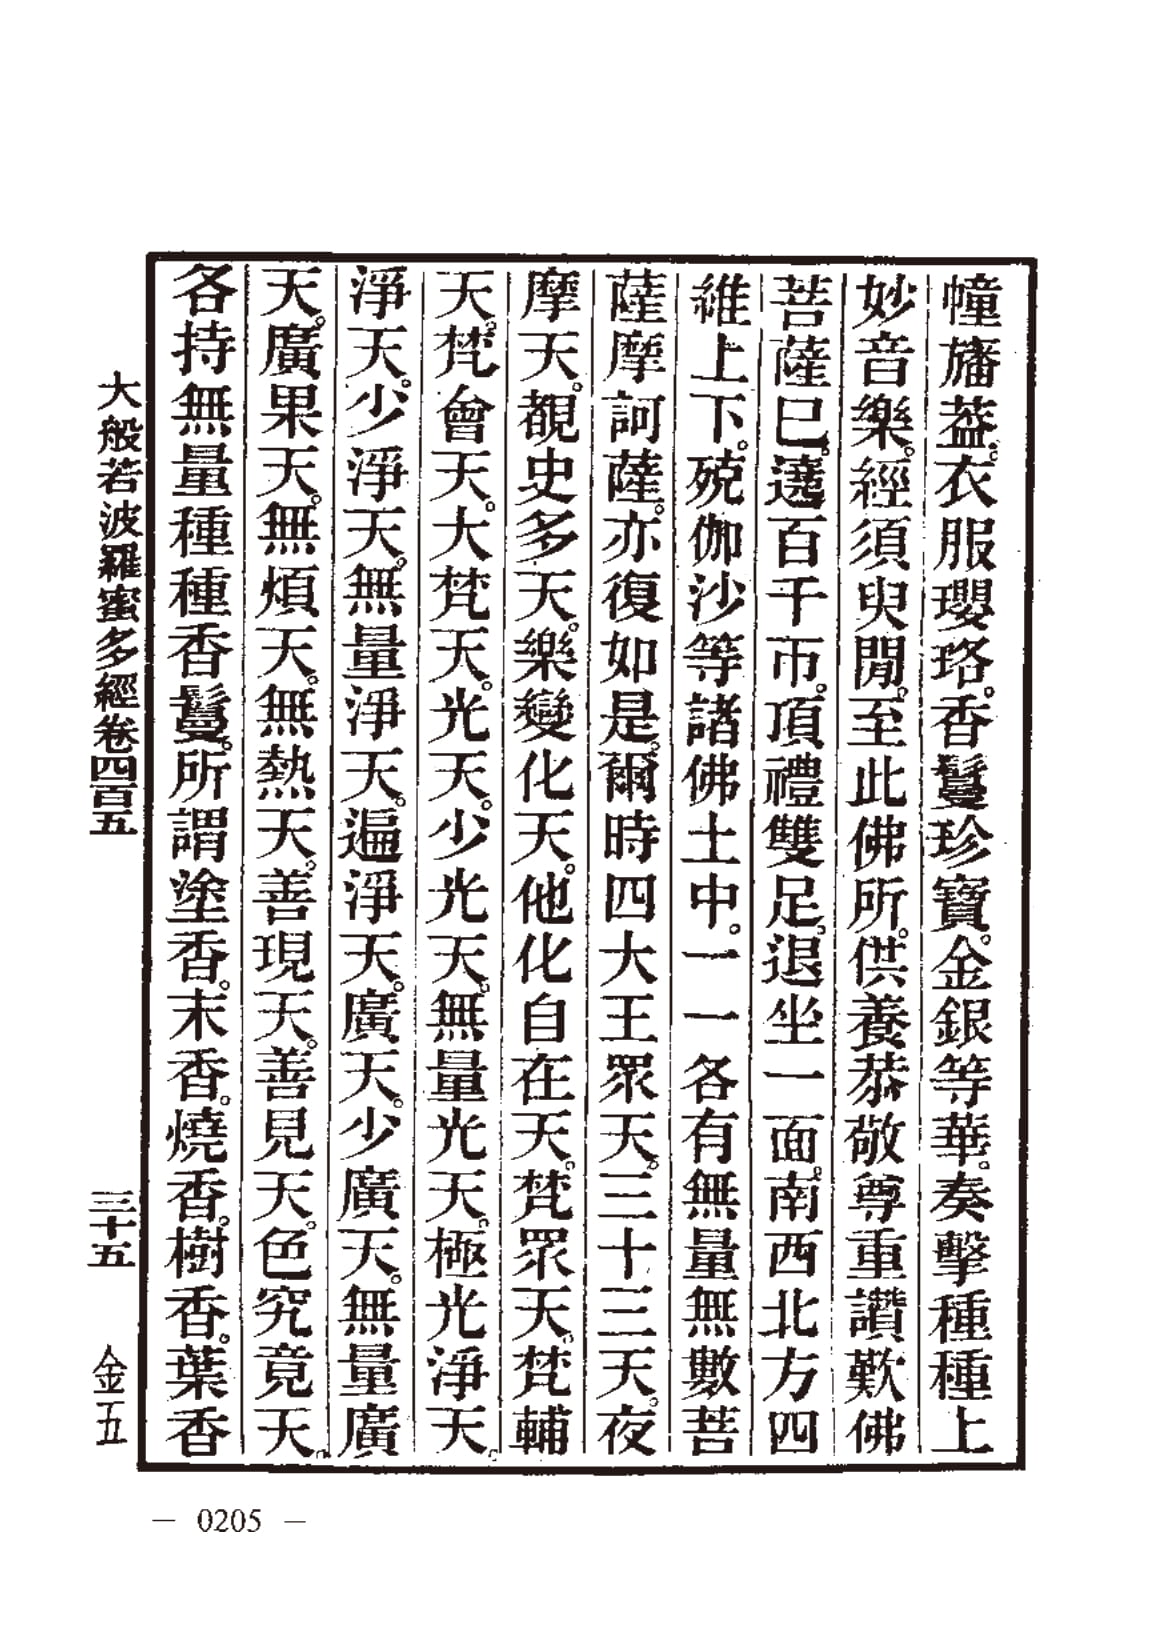 幢旛葢。衣服瓔珞。香鬘珍寶。金銀等華。奏擊種種上
妙音樂。經須臾閒。至此佛所。供養恭敬尊重讚歎佛
菩薩已。遶百千帀。頂禮雙足。退坐一面。南西北方四
維上下。殑伽沙等諸佛土中。一一各有無量無數菩
薩摩訶薩。亦復如是。爾時四大王眾天。三十三天。夜
摩天。覩史多天。樂變化天。他化自在天。梵眾天。梵輔
天。梵會天。大梵天。光天。少光天。無量光天。極光淨天。
淨天。少淨天。無量淨天。遍淨天。廣天。少廣天。無量廣
天。廣果天。無煩天。無熱天。善現天。善見天。色究竟天。
各持無量種種香鬘。所謂塗香。末香。燒香。樹香。葉香
大般若波羅蜜多經卷四百五 三十五 金五
— 0205 —